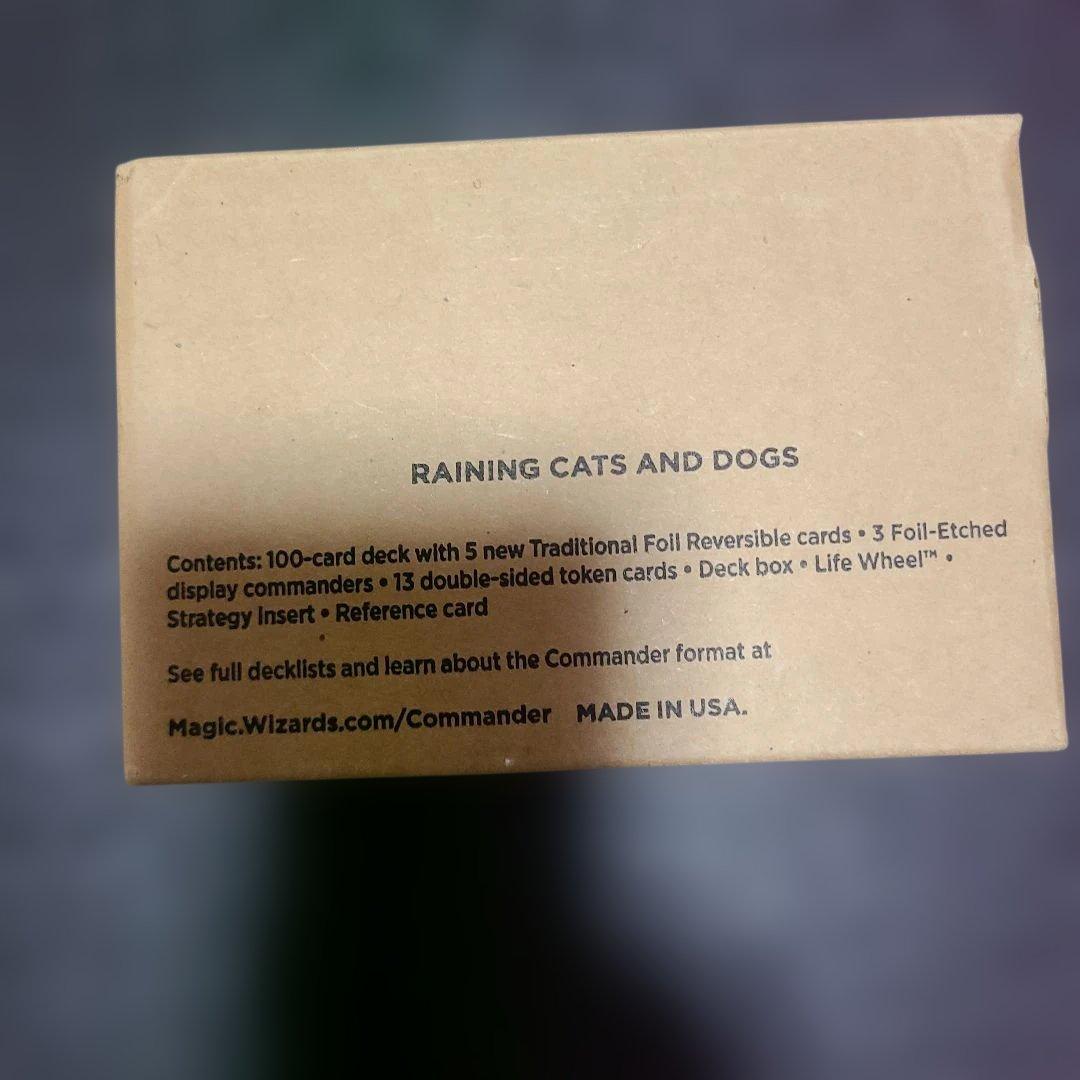 RAINING CATS AND DOGS
Contents: 100-card deck with 5 new Traditional Foil Reversible cards • 3 Foil-Etched
display commanders • 13 double-sided token cards • Deck box • Life Wheel™ •
Strategy Insert • Reference card
See full decklists and learn about the Commander format at
Magic.Wizards.com/Commander MADE IN USA.